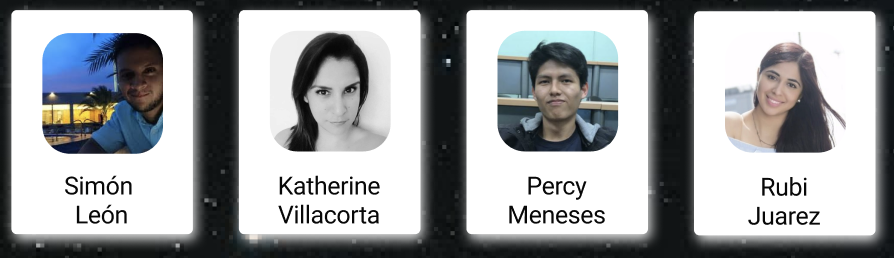 Simón
León
Katherine
Villacorta
Percy
Meneses
Rubi
Juarez